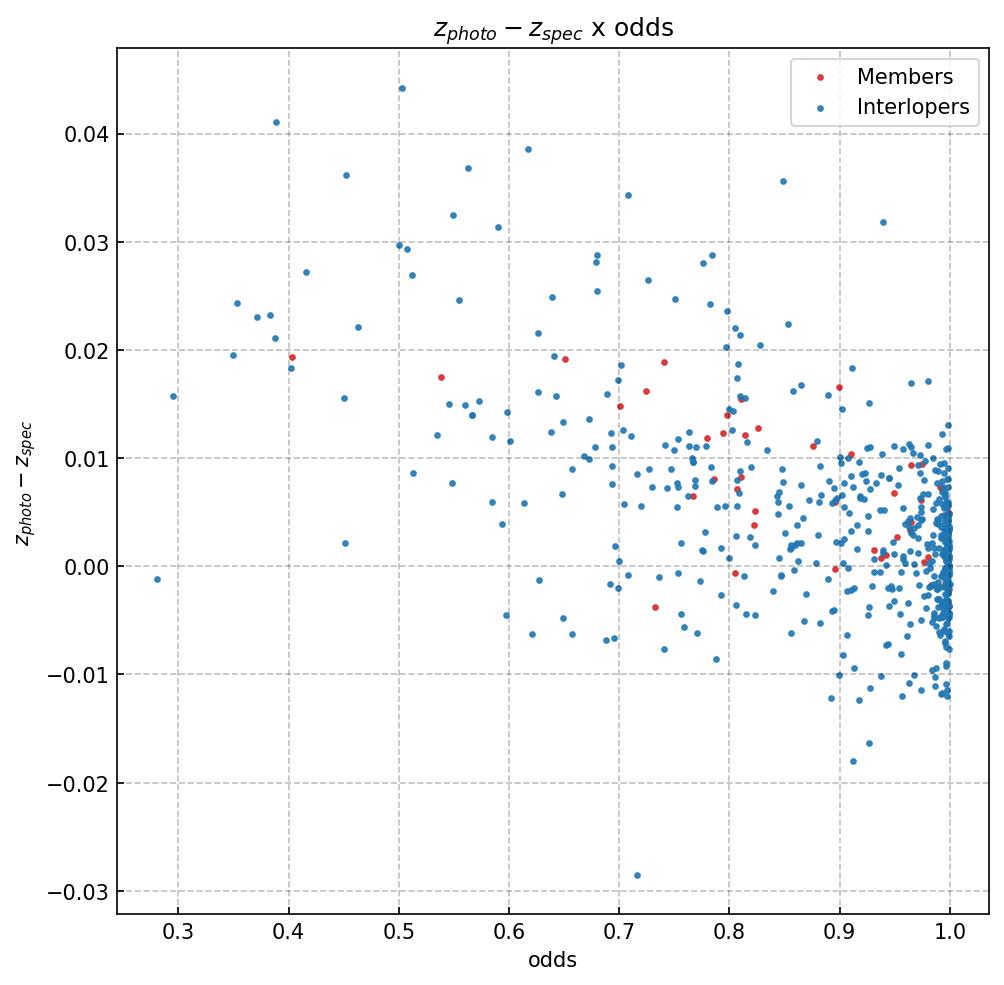 z_photo − z_spec x odds
Members
Interlopers
z_photo − z_spec
0.04
0.03
0.02
0.01
0.00
−0.01
−0.02
−0.03
0.3 0.4 0.5 0.6 0.7 0.8 0.9 1.0
odds